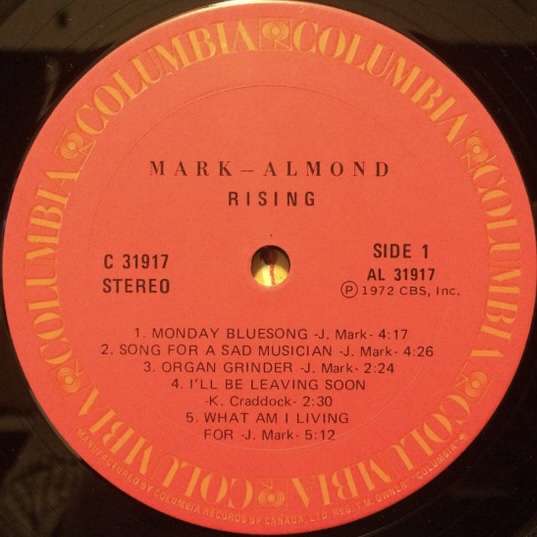 COLUMBIA COLUMBIA COLUMBIA COLUMBIA COLUMBIA COLUMBIA
MARK–ALMOND
RISING
C 31917
STEREO
SIDE 1
AL 31917
Ⓟ 1972 CBS, Inc.
1. MONDAY BLUESONG -J. Mark- 4:17
2. SONG FOR A SAD MUSICIAN -J. Mark- 4:26
3. ORGAN GRINDER -J. Mark- 2:24
4. I'LL BE LEAVING SOON
-K. Craddock- 2:30
5. WHAT AM I LIVING
FOR -J. Mark- 5:12
MANUFACTURED BY COLUMBIA RECORDS OF CANADA, LTD. REG. T.M. OWNER "COLUMBIA"